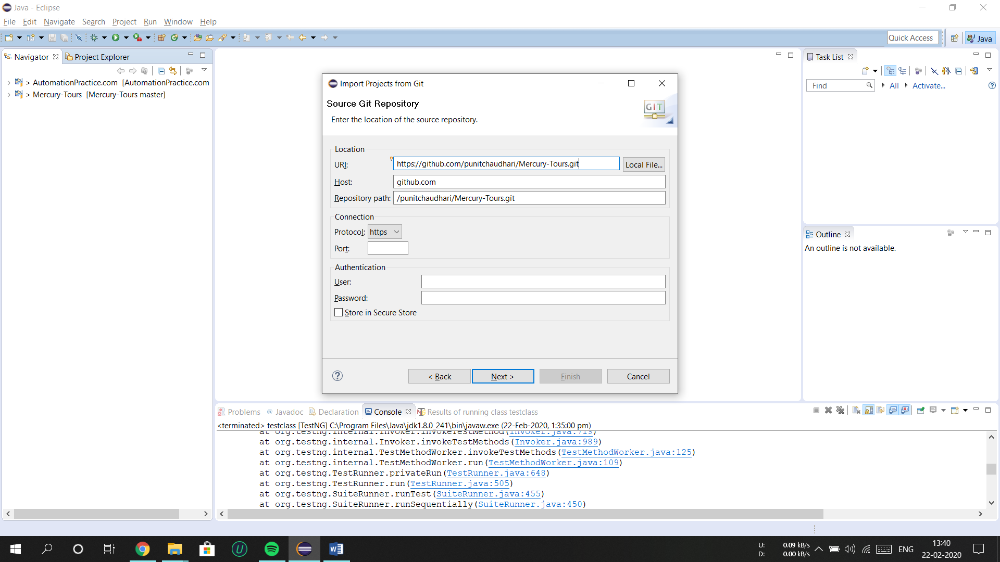 Java - Eclipse
File Edit Navigate Search Project Run Window Help
Quick Access
Java
Navigator
Project Explorer
> AutomationPractice.com [AutomationPractice.com
> Mercury-Tours [Mercury-Tours master]
Import Projects from Git
Source Git Repository
Enter the location of the source repository.
GIT
Location
URI:
https://github.com/punitchaudhari/Mercury-Tours.git
Local File...
Host:
github.com
Repository path:
/punitchaudhari/Mercury-Tours.git
Connection
Protocol:
https
Port:
Authentication
User:
Password:
Store in Secure Store
< Back
Next >
Finish
Cancel
Task List
Find
All
Activate...
Outline
An outline is not available.
Problems
@ Javadoc
Declaration
Console
Results of running class testclass
<terminated> testclass [TestNG] C:\Program Files\Java\jdk1.8.0_241\bin\javaw.exe (22-Feb-2020, 1:35:00 pm)
at org.testng.internal.Invoker.invokeTestMethod(Invoker.java:719)
at org.testng.internal.Invoker.invokeTestMethods(Invoker.java:989)
at org.testng.internal.TestMethodWorker.invokeTestMethods(TestMethodWorker.java:125)
at org.testng.internal.TestMethodWorker.run(TestMethodWorker.java:109)
at org.testng.TestRunner.privateRun(TestRunner.java:648)
at org.testng.TestRunner.run(TestRunner.java:505)
at org.testng.SuiteRunner.runTest(SuiteRunner.java:455)
at org.testng.SuiteRunner.runSequentially(SuiteRunner.java:450)
U: 0.09 kB/s
D: 0.00 kB/s
ENG
13:40
22-02-2020